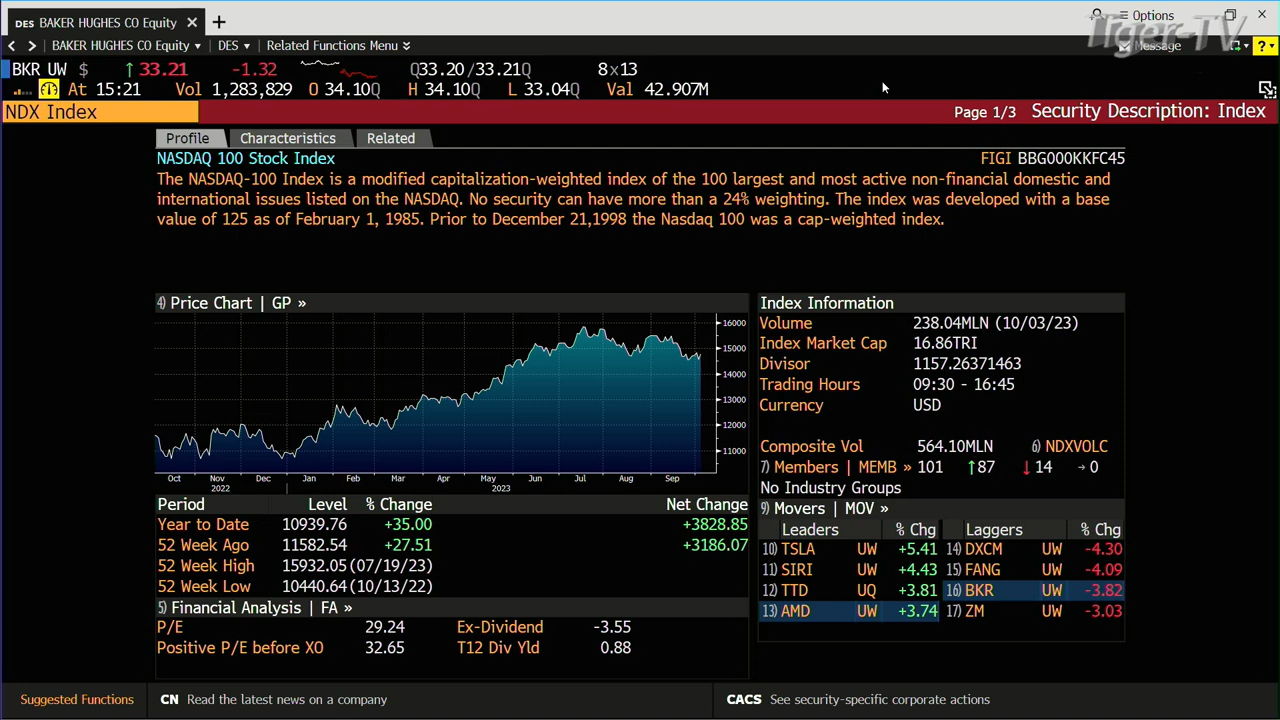 DES BAKER HUGHES CO Equity × +
Options
Tiger-TV
< > BAKER HUGHES CO Equity ▾ DES ▾ Related Functions Menu
Message ? ▾
BKR UW $ ↑ 33.21 -1.32 Q33.20/33.21Q 8x13
At 15:21 Vol 1,283,829 O 34.10Q H 34.10Q L 33.04Q Val 42.907M
NDX Index Page 1/3 Security Description: Index
Profile Characteristics Related
NASDAQ 100 Stock Index FIGI BBG000KKFC45
The NASDAQ-100 Index is a modified capitalization-weighted index of the 100 largest and most active non-financial domestic and
international issues listed on the NASDAQ. No security can have more than a 24% weighting. The index was developed with a base
value of 125 as of February 1, 1985. Prior to December 21,1998 the Nasdaq 100 was a cap-weighted index.
4) Price Chart | GP »
16000
15000
14000
13000
12000
11000
Oct Nov Dec Jan Feb Mar Apr May Jun Jul Aug Sep
2022 2023
Period Level % Change Net Change
Year to Date 10939.76 +35.00 +3828.85
52 Week Ago 11582.54 +27.51 +3186.07
52 Week High 15932.05 (07/19/23)
52 Week Low 10440.64 (10/13/22)
5) Financial Analysis | FA »
P/E 29.24 Ex-Dividend -3.55
Positive P/E before XO 32.65 T12 Div Yld 0.88
Index Information
Volume 238.04MLN (10/03/23)
Index Market Cap 16.86TRI
Divisor 1157.26371463
Trading Hours 09:30 - 16:45
Currency USD
Composite Vol 564.10MLN 6) NDXVOLC
7) Members | MEMB » 101 ↑87 ↓14 →0
No Industry Groups
9) Movers | MOV »
Leaders % Chg Laggers % Chg
10) TSLA UW +5.41 14) DXCM UW -4.30
11) SIRI UW +4.43 15) FANG UW -4.09
12) TTD UQ +3.81 16) BKR UW -3.82
13) AMD UW +3.74 17) ZM UW -3.03
Suggested Functions CN Read the latest news on a company CACS See security-specific corporate actions